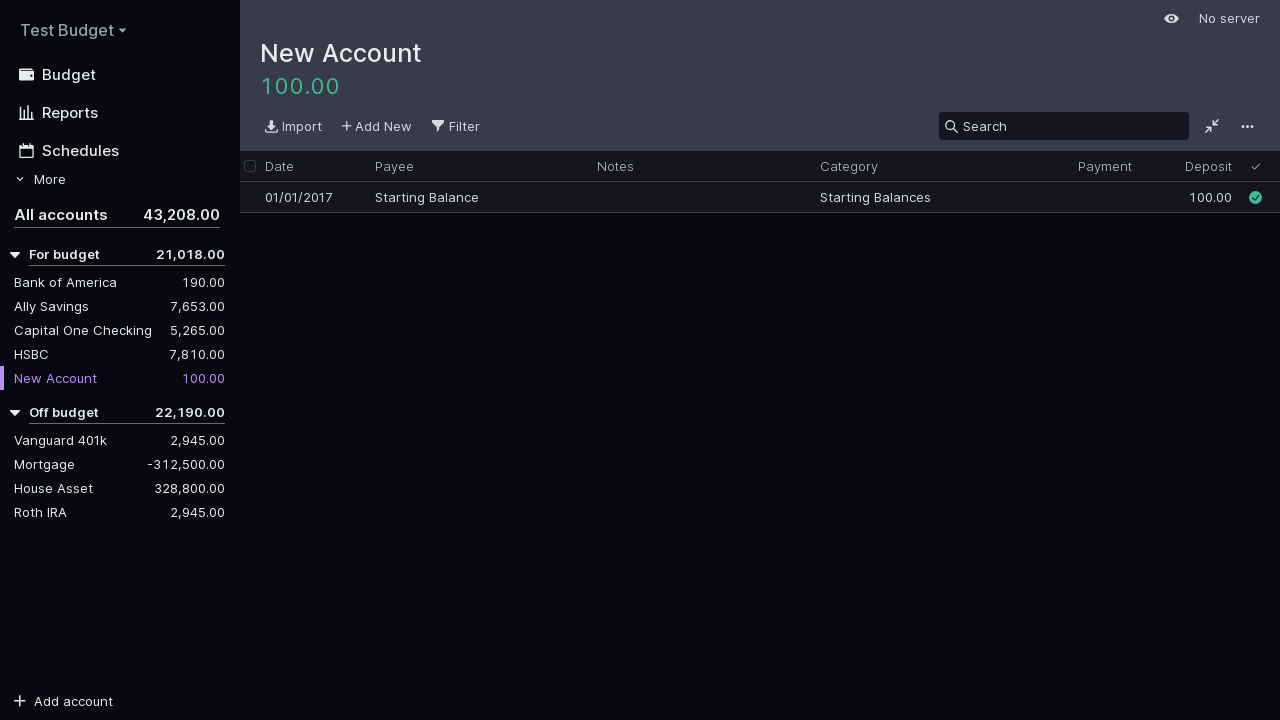 Test Budget
No server
New Account
100.00
Budget
Reports
Schedules
More
Import
Add New
Filter
Search
Date Payee Notes Category Payment Deposit
01/01/2017 Starting Balance Starting Balances 100.00
All accounts 43,208.00
For budget 21,018.00
Bank of America 190.00
Ally Savings 7,653.00
Capital One Checking 5,265.00
HSBC 7,810.00
New Account 100.00
Off budget 22,190.00
Vanguard 401k 2,945.00
Mortgage -312,500.00
House Asset 328,800.00
Roth IRA 2,945.00
Add account